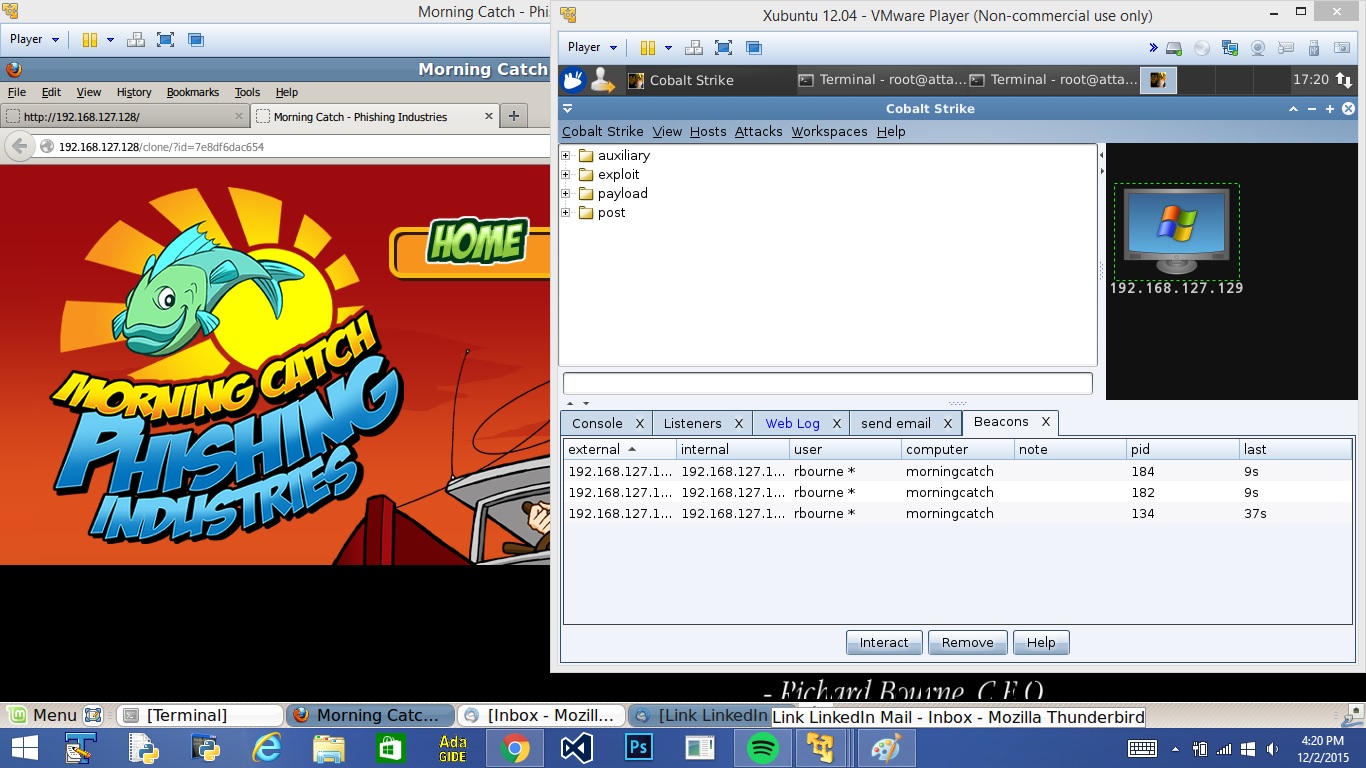 Morning Catch - Phis
Player
Morning Catch
File Edit View History Bookmarks Tools Help
http://192.168.127.128/
Morning Catch - Phishing Industries
192.168.127.128/clone/?id=7e8df6dac654
HOME
MORNING CATCH
PHISHING
INDUSTRIES
Xubuntu 12.04 - VMware Player (Non-commercial use only)
Player
Cobalt Strike
Terminal - root@atta...
Terminal - root@atta...
17:20
Cobalt Strike
Cobalt Strike View Hosts Attacks Workspaces Help
auxiliary
exploit
payload
post
192.168.127.129
Console X
Listeners X
Web Log X
send email X
Beacons X
external internal user computer note pid last
192.168.127.1... 192.168.127.1... rbourne * morningcatch 184 9s
192.168.127.1... 192.168.127.1... rbourne * morningcatch 182 9s
192.168.127.1... 192.168.127.1... rbourne * morningcatch 134 37s
Interact Remove Help
- Richard Bourne, C.E.O.
Menu
[Terminal]
Morning Catc...
[Inbox - Mozill...
[Link LinkedIn
Link LinkedIn Mail - Inbox - Mozilla Thunderbird
Ada
GIDE
Ps
4:20 PM
12/2/2015